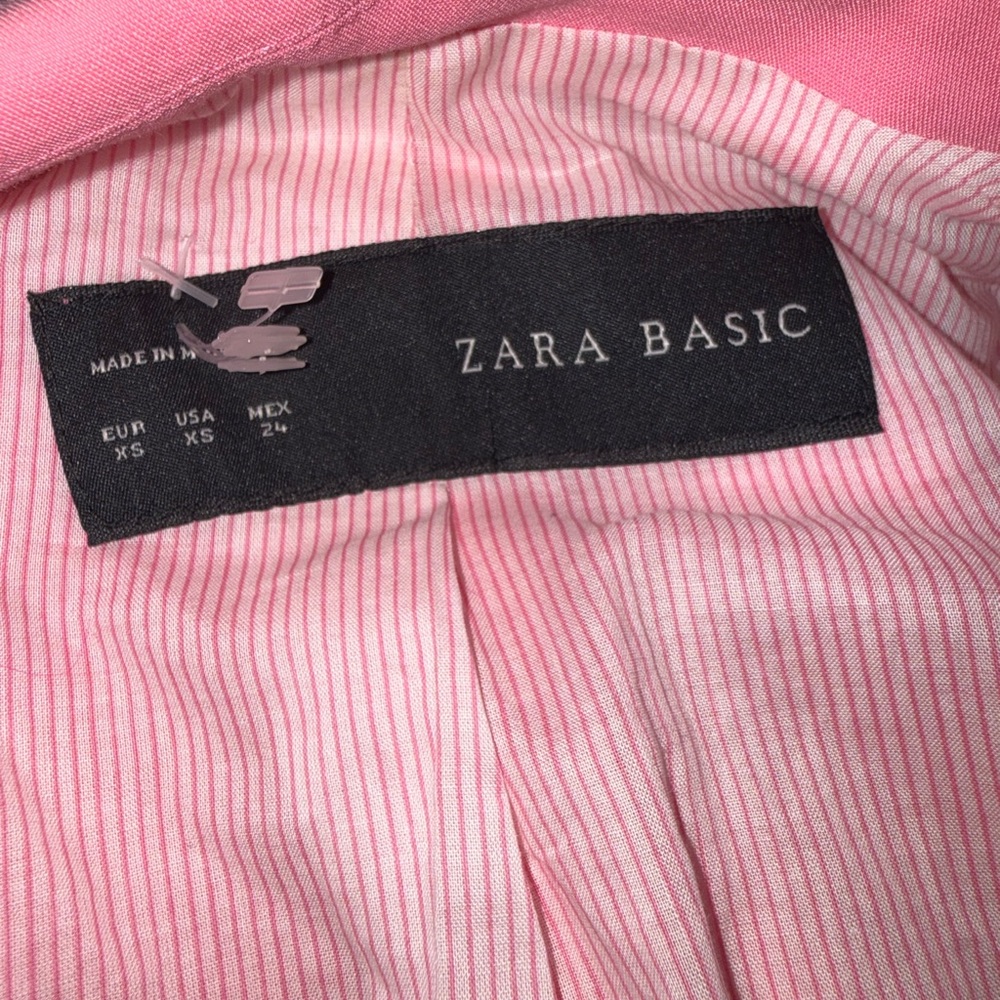 MADE IN
ZARA BASIC
EUR USA MEX
XS XS 24